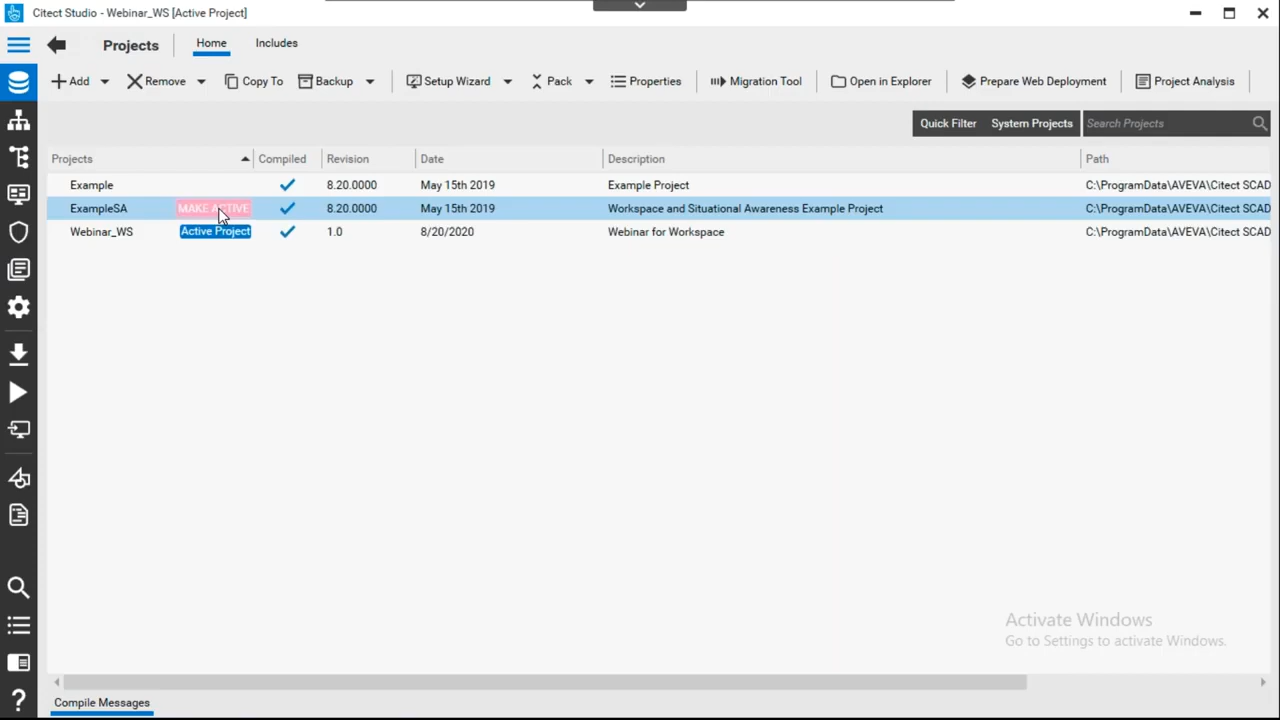 Citect Studio - Webinar_WS [Active Project]
Projects Home Includes
Add Remove Copy To Backup Setup Wizard Pack Properties Migration Tool Open in Explorer Prepare Web Deployment Project Analysis
Quick Filter System Projects Search Projects
Projects Compiled Revision Date Description Path
Example 8.20.0000 May 15th 2019 Example Project C:\ProgramData\AVEVA\Citect SCAD
ExampleSA MAKE ACTIVE 8.20.0000 May 15th 2019 Workspace and Situational Awareness Example Project C:\ProgramData\AVEVA\Citect SCAD
Webinar_WS Active Project 1.0 8/20/2020 Webinar for Workspace C:\ProgramData\AVEVA\Citect SCAD
Activate Windows
Go to Settings to activate Windows.
Compile Messages